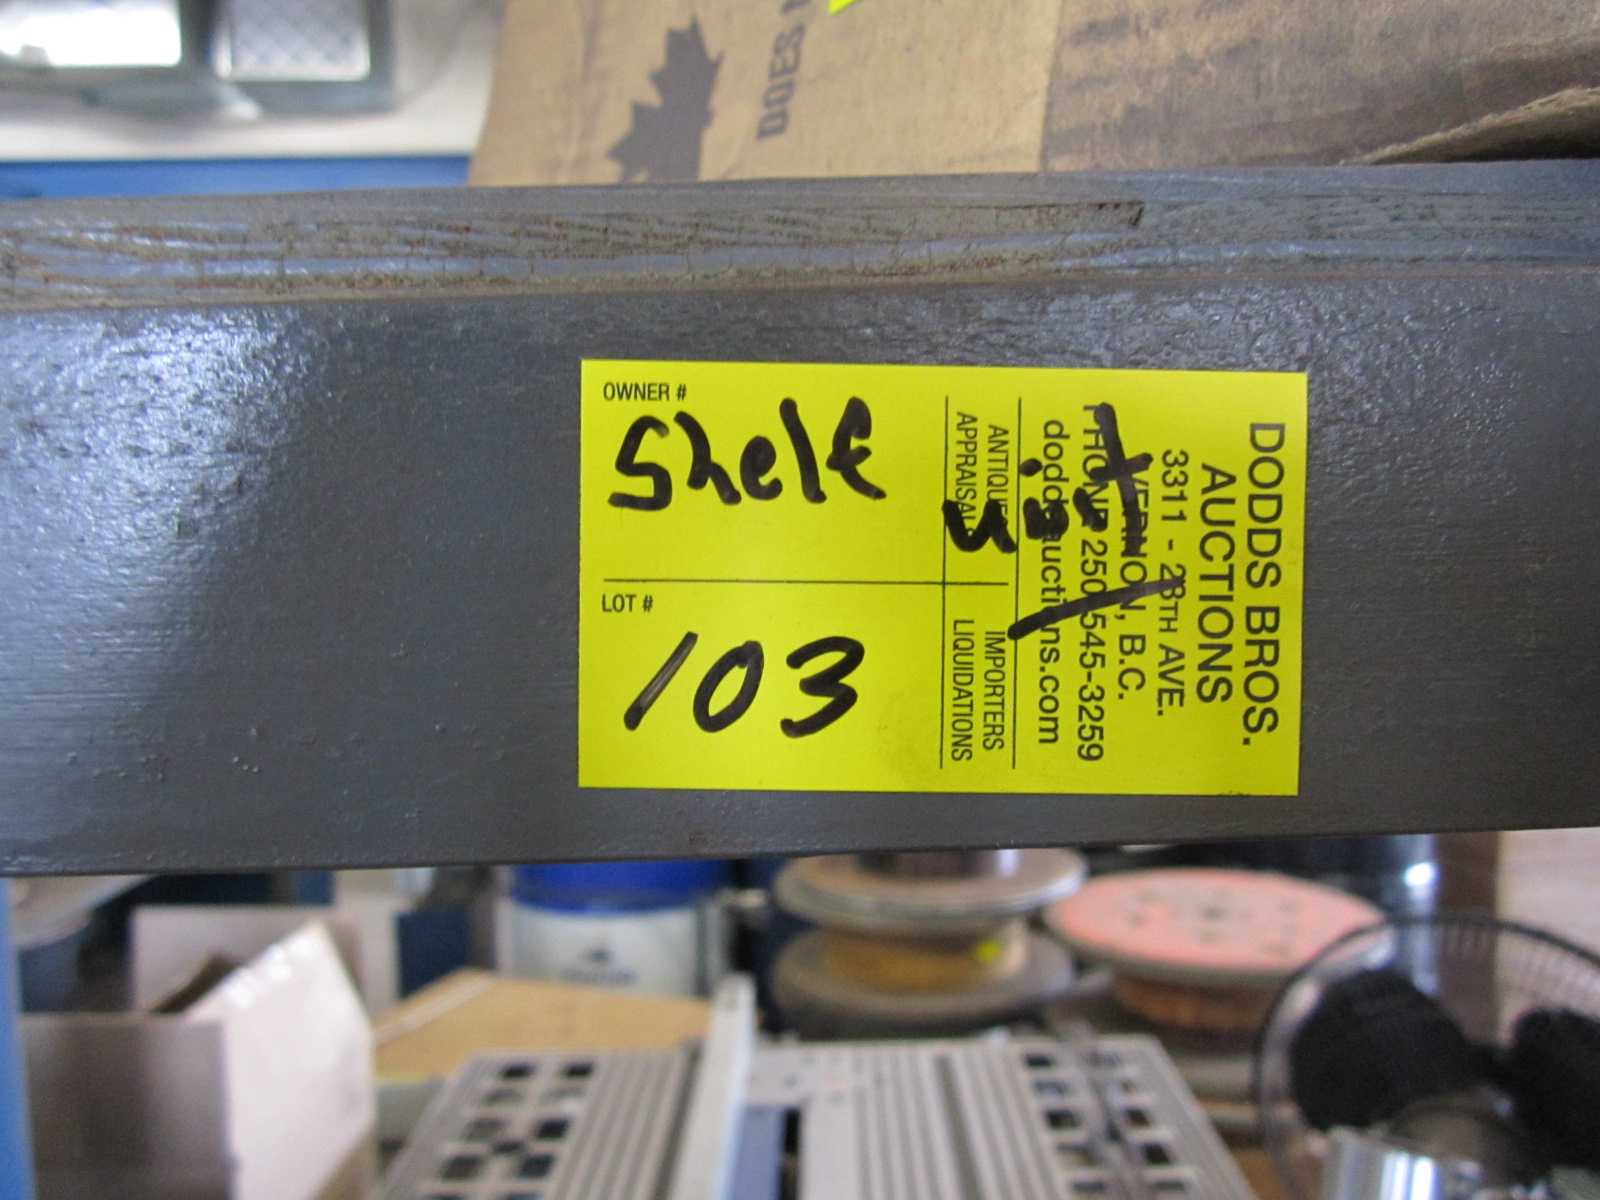 DOES
OWNER #
Shelf
LOT #
103
DODDS BROS.
AUCTIONS
3311 - 28TH AVE.
VERNON, B.C.
PHONE 250-545-3259
doddsauctions.com
ANTIQUES IMPORTERS
APPRAISALS LIQUIDATIONS